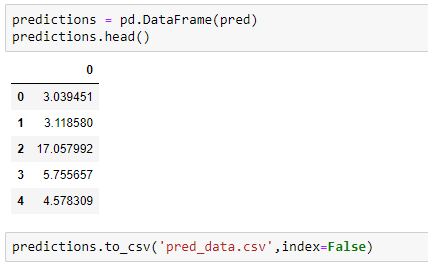 predictions = pd.DataFrame(pred)
predictions.head()
0
0 3.039451
1 3.118580
2 17.057992
3 5.755657
4 4.578309
predictions.to_csv('pred_data.csv',index=False)